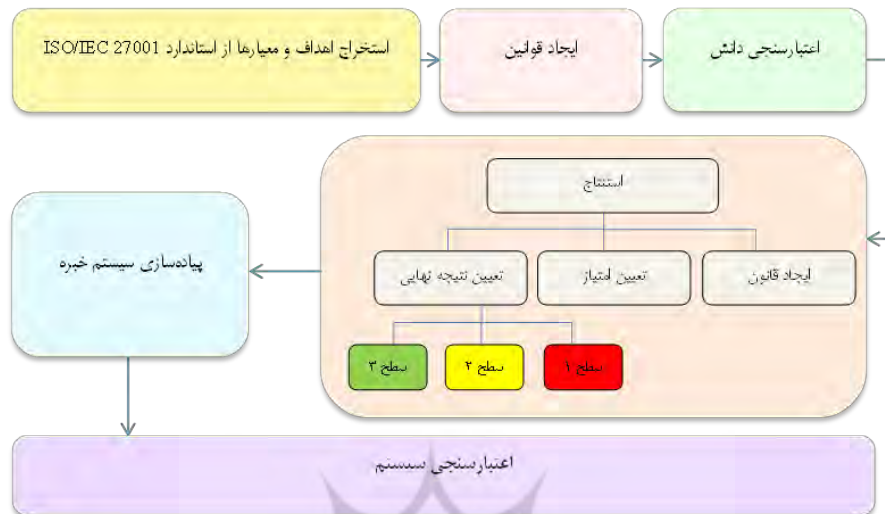 استخراج اهداف و معیارها از استاندارد ISO/IEC 27001
ایجاد قوانین
اعتبارسنجی دانش
استنتاج
ایجاد قانون
تعیین امتیاز
تعیین نتیجه نهایی
سطح ۱
سطح ۲
سطح ۳
پیاده‌سازی سیستم خبره
اعتبارسنجی سیستم